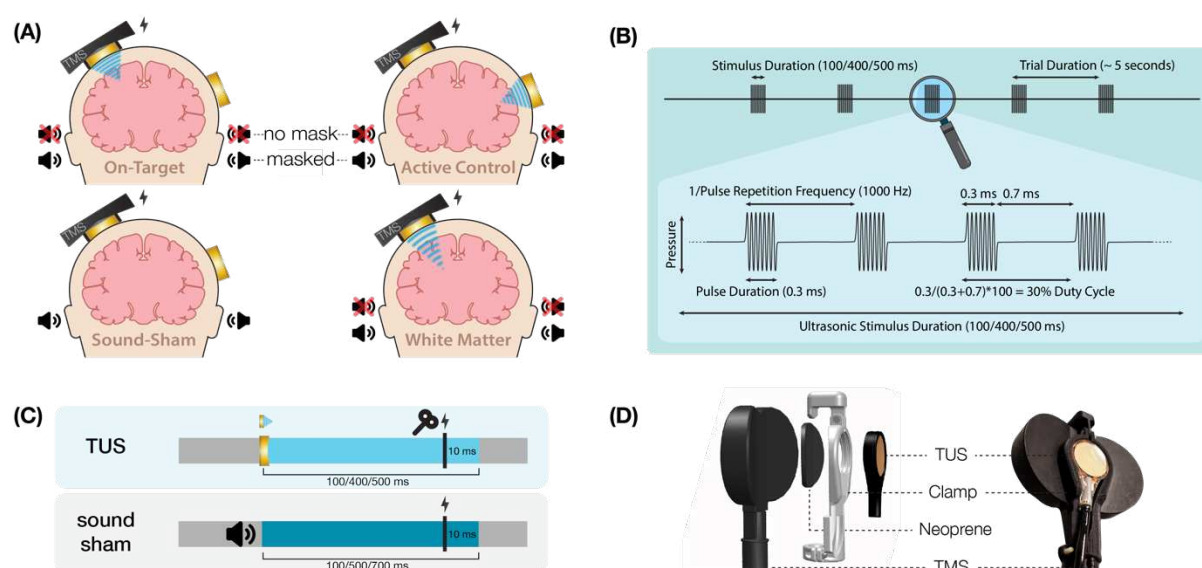 (A)
TMS
TMS
no mask
masked
On-Target
Active Control
TMS
TMS
Sound-Sham
White Matter
(B)
Stimulus Duration (100/400/500 ms)
Trial Duration (~ 5 seconds)
1/Pulse Repetition Frequency (1000 Hz)
0.3 ms
0.7 ms
Pressure
Pulse Duration (0.3 ms)
0.3/(0.3+0.7)*100 = 30% Duty Cycle
Ultrasonic Stimulus Duration (100/400/500 ms)
(C)
TUS
10 ms
100/400/500 ms
sound
sham
10 ms
100/500/700 ms
(D)
TUS
Clamp
Neoprene
TMS